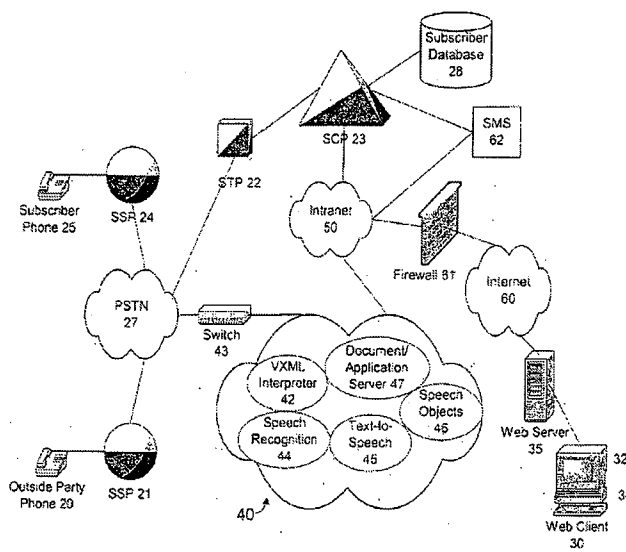 Subscriber
Database
28
SCP 23
SMS
62
STP 22
SSP 24
Subscriber
Phone 25
Intranet
50
Firewall 61
Internet
60
PSTN
27
Switch
43
VXML
Interpreter
42
Document/
Application
Server 47
Speech
Objects
46
Speech
Recognition
44
Text-to-
Speech
45
40
Web Server
35
32
Web Client
30
Outside Party
Phone 20
SSP 21